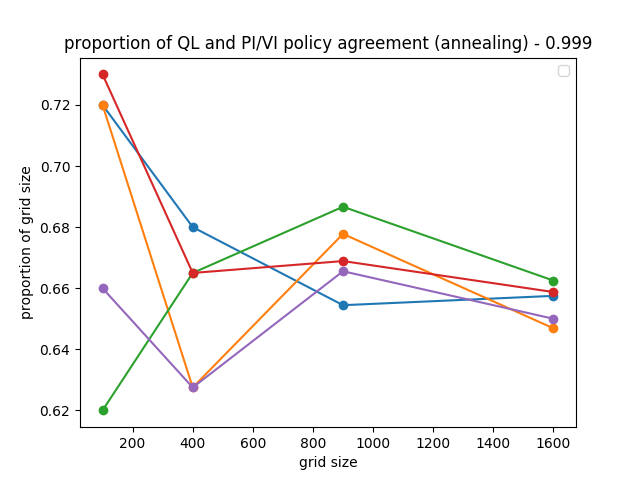 proportion of QL and PI/VI policy agreement (annealing) - 0.999
0.72
0.70
0.68
0.66
0.64
0.62
proportion of grid size
200 400 600 800 1000 1200 1400 1600
grid size